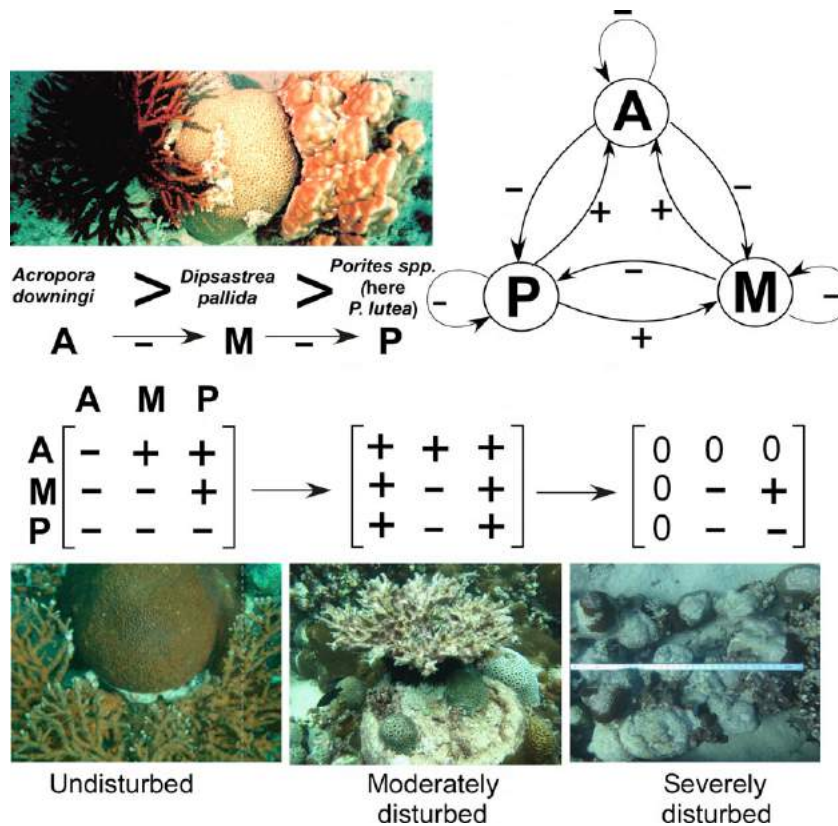 Acropora downingi > Dipsastrea pallida > Porites spp. (here P. lutea)
A − M − P
−
A
− + + −
−
P M
− − +
A M P
A − + +
M − − +
P − − −
+ + +
+ − +
+ − +
0 0 0
0 − +
0 − −
Undisturbed
Moderately disturbed
Severely disturbed